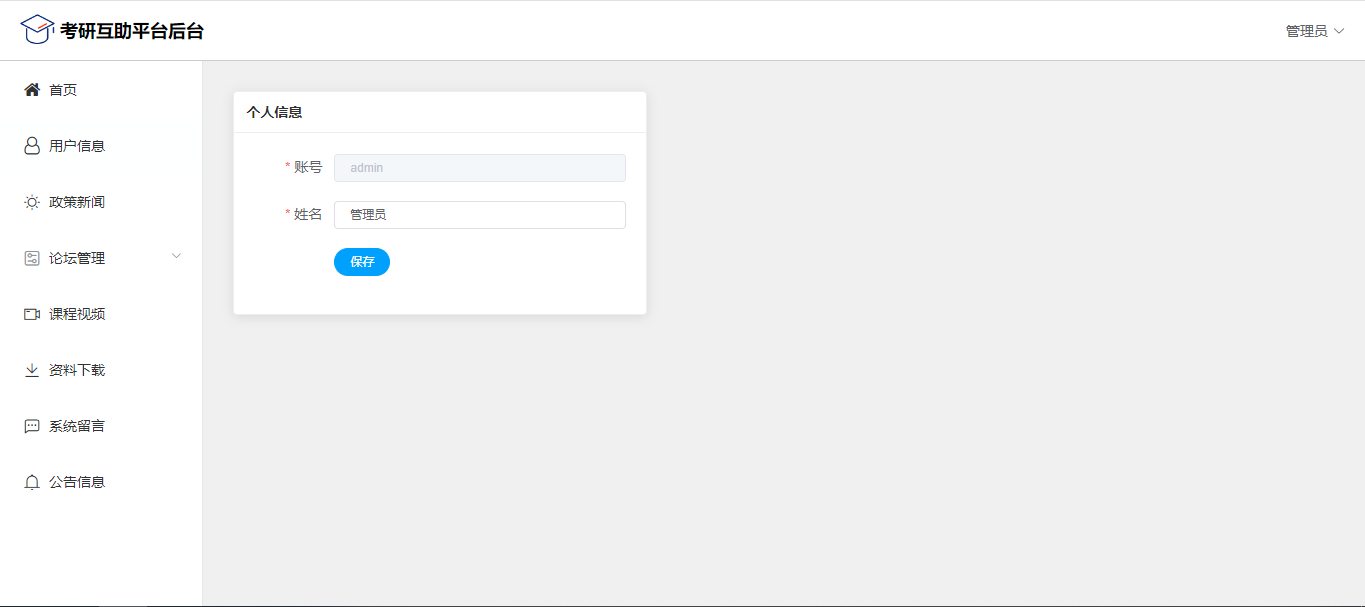 考研互助平台后台
管理员
首页
用户信息
政策新闻
论坛管理
课程视频
资料下载
系统留言
公告信息
个人信息
* 账号
admin
* 姓名
管理员
保存